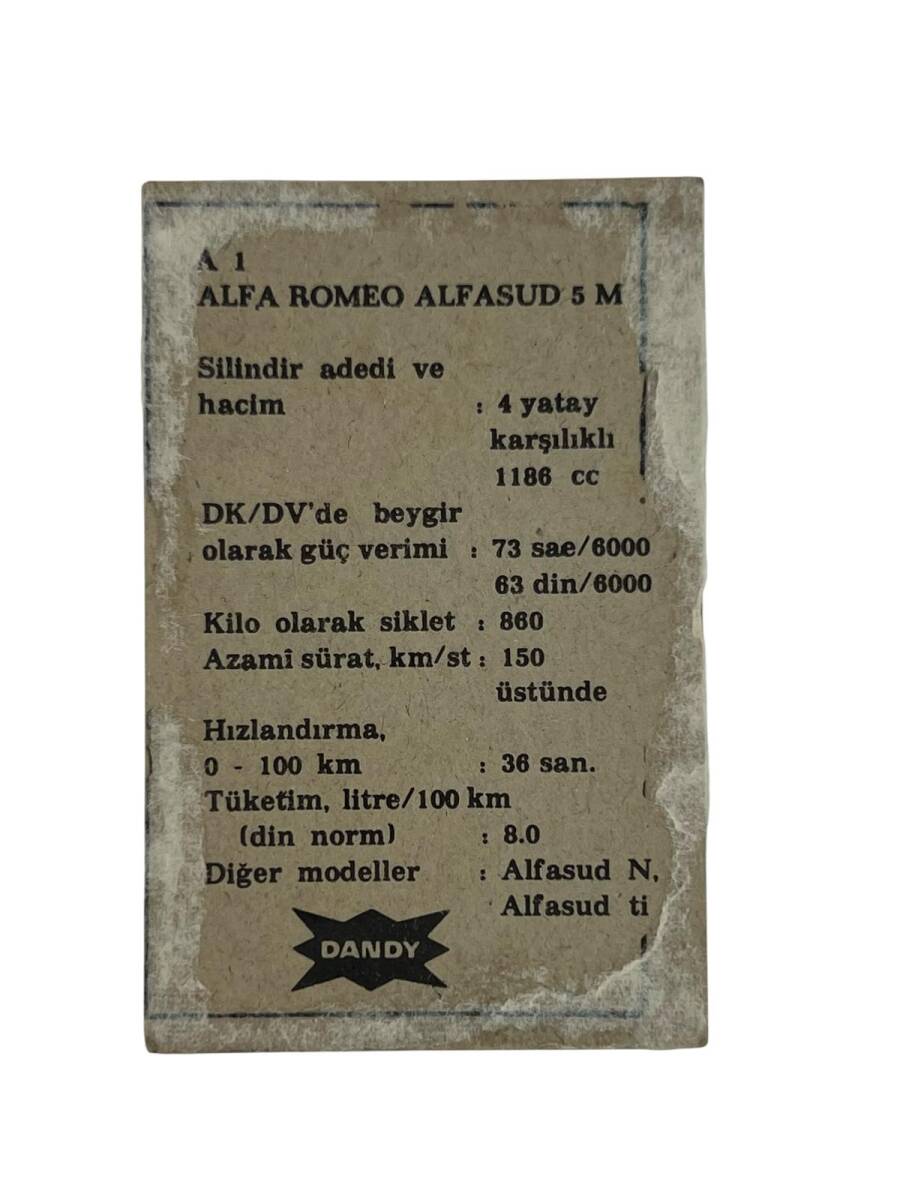 A 1
ALFA ROMEO ALFASUD 5 M
Silindir adedi ve
hacim : 4 yatay
karşılıklı
1186 cc
DK/DV'de beygir
olarak güç verimi : 73 sae/6000
63 din/6000
Kilo olarak siklet : 860
Azamî sürat, km/st : 150
üstünde
Hızlandırma,
0 - 100 km : 36 san.
Tüketim, litre/100 km
(din norm) : 8.0
Diğer modeller : Alfasud N,
Alfasud ti
DANDY